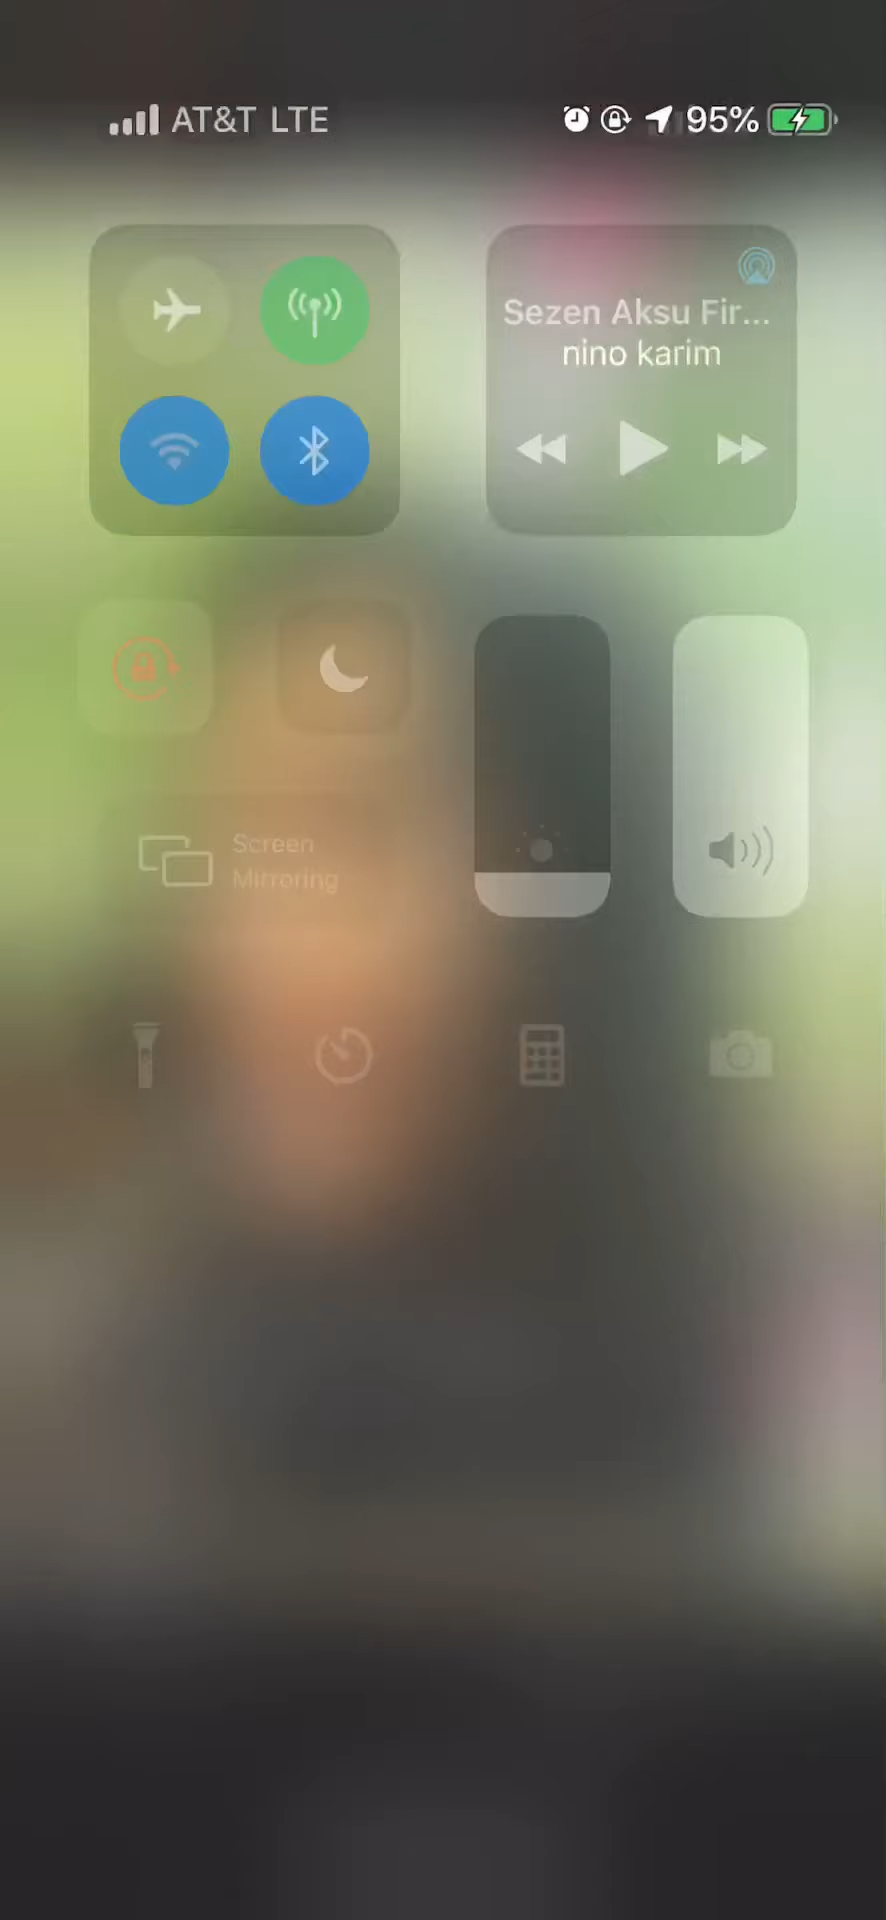 AT&T LTE
95%
Sezen Aksu Fir...
nino karim
Screen
Mirroring